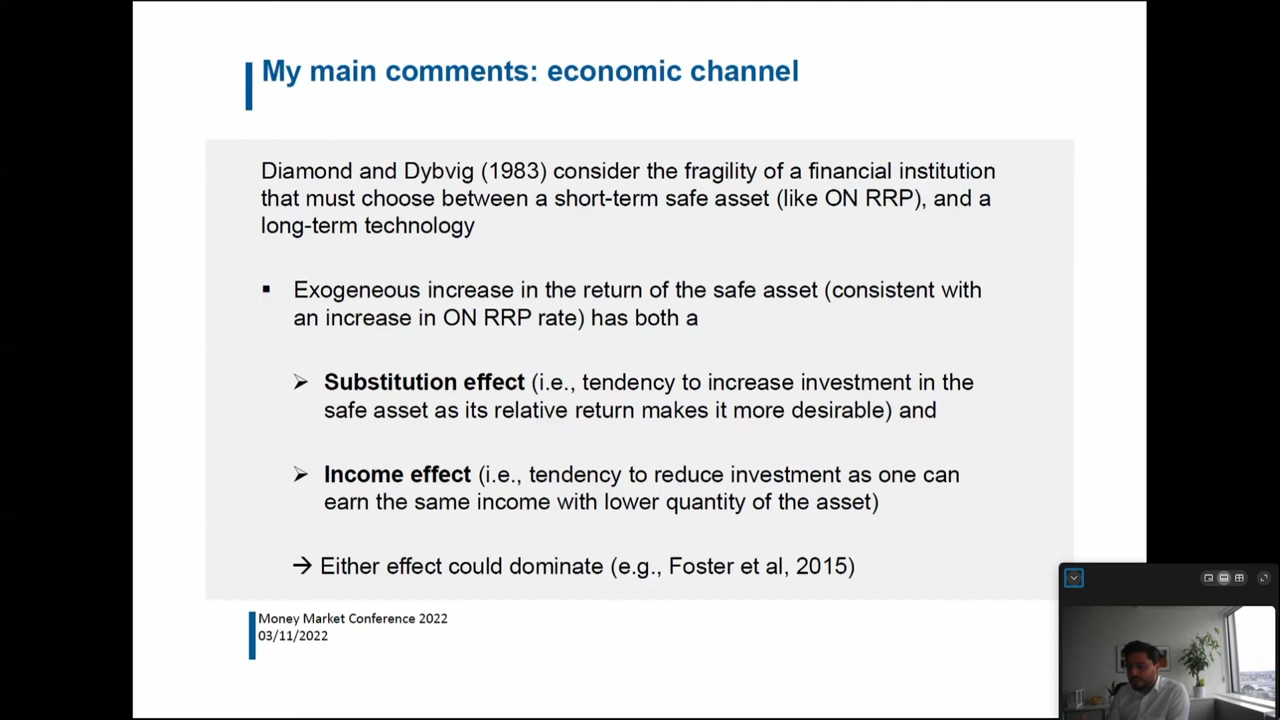 My main comments: economic channel
Diamond and Dybvig (1983) consider the fragility of a financial institution
that must choose between a short-term safe asset (like ON RRP), and a
long-term technology
▪ Exogeneous increase in the return of the safe asset (consistent with
an increase in ON RRP rate) has both a
➢ Substitution effect (i.e., tendency to increase investment in the
safe asset as its relative return makes it more desirable) and
➢ Income effect (i.e., tendency to reduce investment as one can
earn the same income with lower quantity of the asset)
→ Either effect could dominate (e.g., Foster et al, 2015)
Money Market Conference 2022
03/11/2022